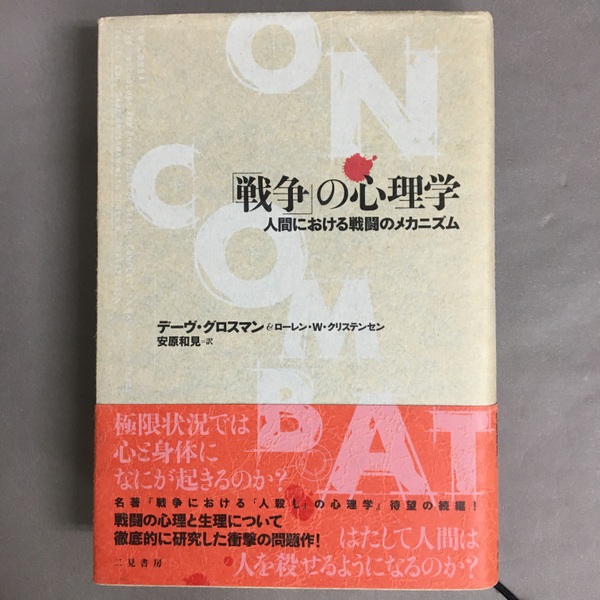 ON
COMBAT
「戦争」の心理学
人間における戦闘のメカニズム
デーヴ・グロスマン&ローレン・W・クリステンセン
安原和見=訳
極限状況では
心と身体に
なにが起きるのか?
名著『戦争における「人殺し」の心理学』待望の続編!
戦闘の心理と生理について
徹底的に研究した衝撃の問題作!
はたして人間は
人を殺せるようになるのか?
二見書房